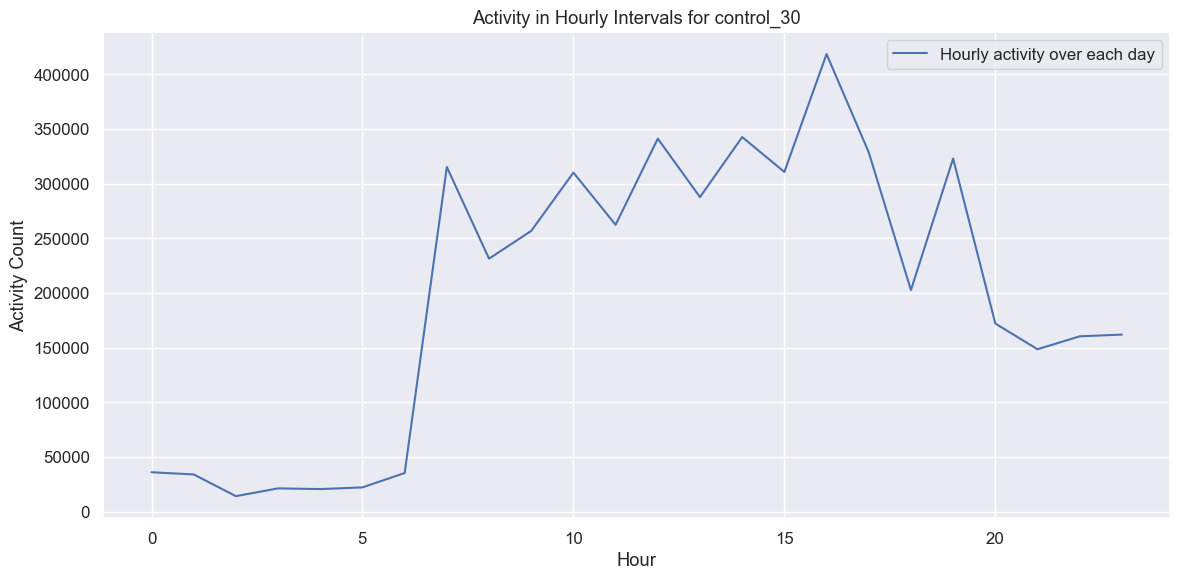 Activity in Hourly Intervals for control_30
Hourly activity over each day
400000
350000
300000
250000
200000
150000
100000
50000
0
Activity Count
0 5 10 15 20
Hour